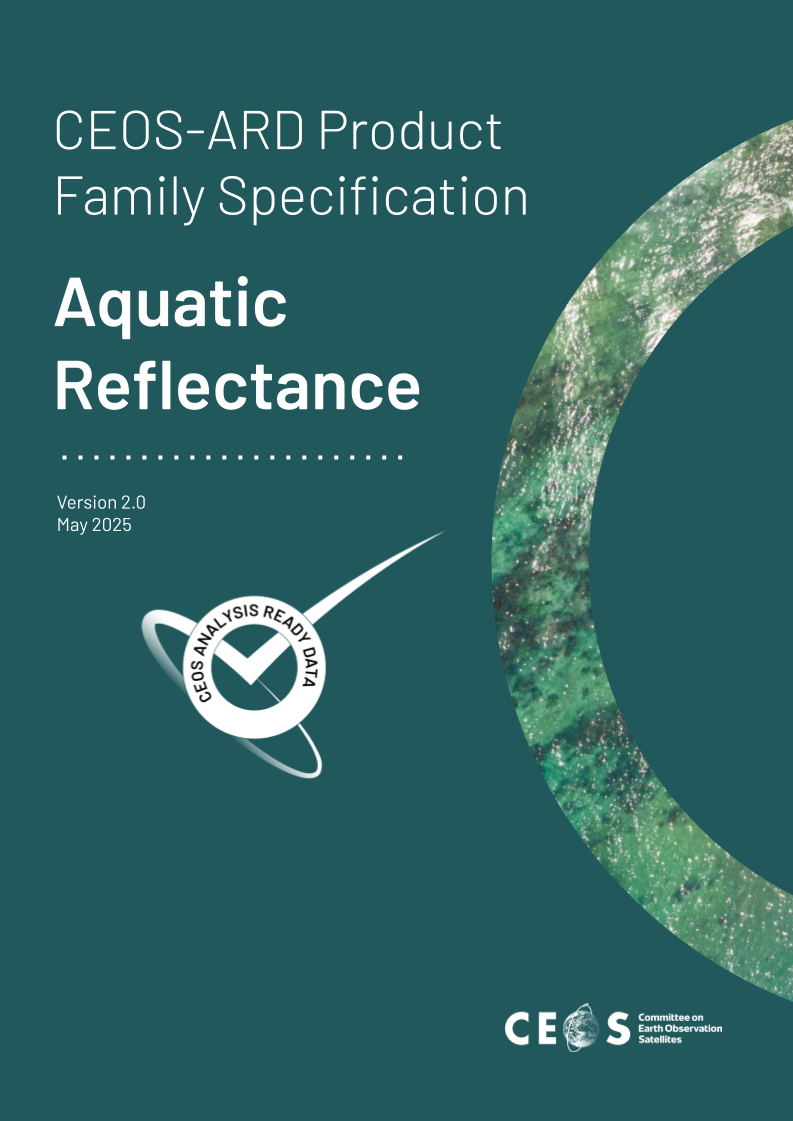 CEOS-ARD Product
Family Specification
Aquatic
Reflectance
Version 2.0
May 2025
CEOS ANALYSIS READY DATA
CEOS
Committee on
Earth Observation
Satellites